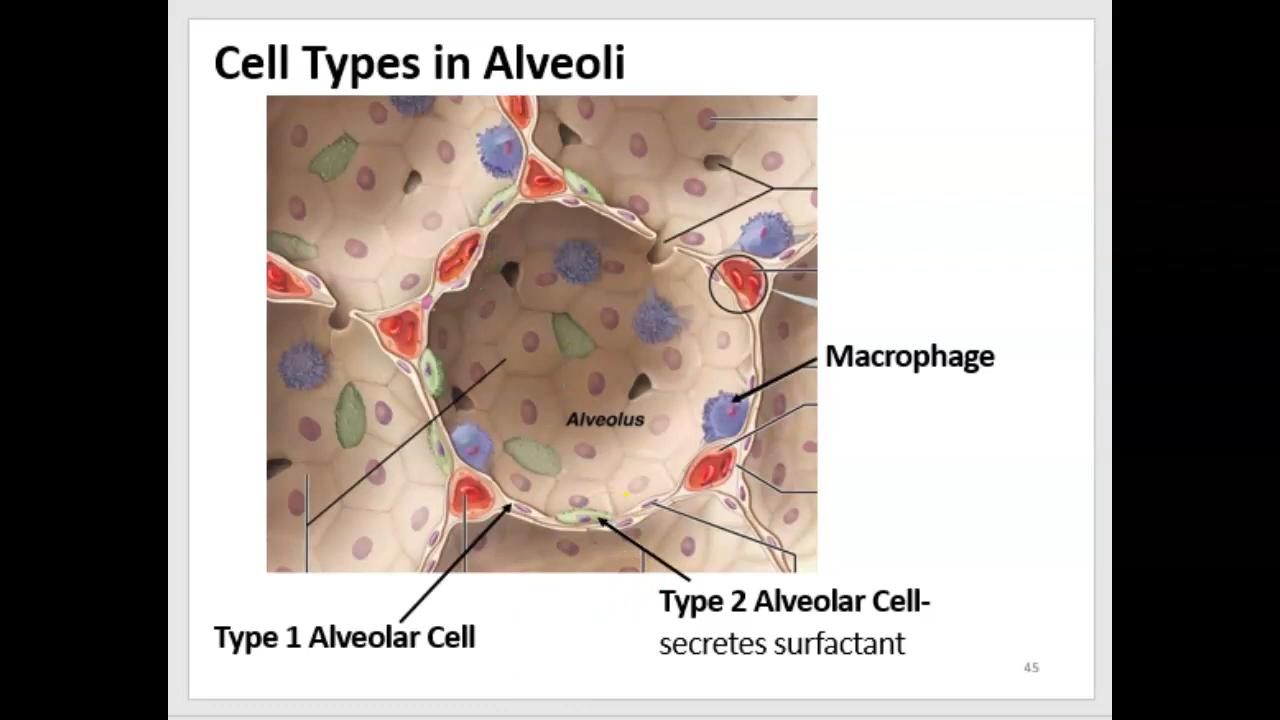 Cell Types in Alveoli
Macrophage
Alveolus
Type 2 Alveolar Cell-
secretes surfactant
Type 1 Alveolar Cell
45